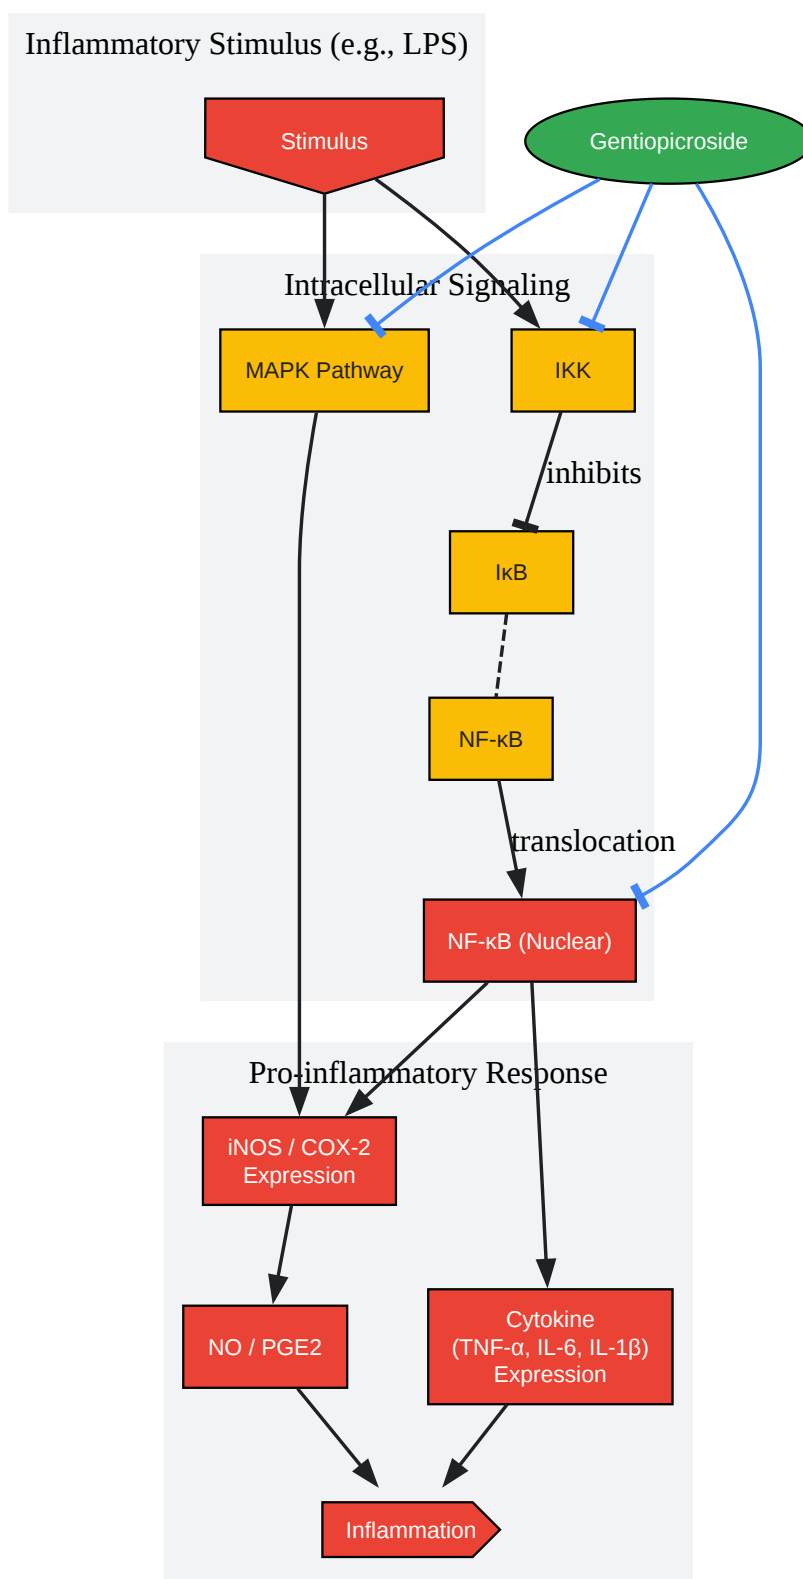 Inflammatory Stimulus (e.g., LPS)
Stimulus
Gentiopicroside
Intracellular Signaling
MAPK Pathway
IKK
inhibits
IκB
NF-κB
translocation
NF-κB (Nuclear)
Pro-inflammatory Response
iNOS / COX-2
Expression
NO / PGE2
Cytokine
(TNF-α, IL-6, IL-1β)
Expression
Inflammation